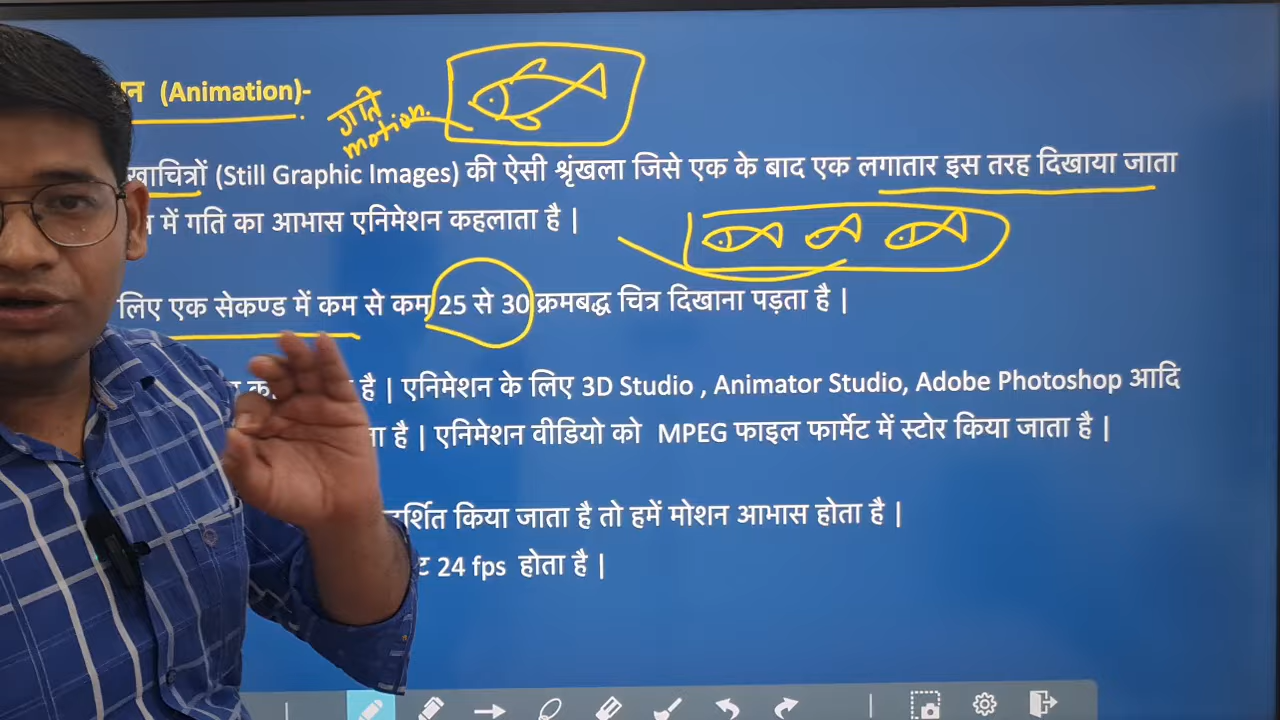 (Animation)-
गति
motion.
(Still Graphic Images) की ऐसी श्रृंखला जिसे एक के बाद एक लगातार इस तरह दिखाया जाता
में गति का आभास एनिमेशन कहलाता है |
लिए एक सेकण्ड में कम से कम 25 से 30 क्रमबद्ध चित्र दिखाना पड़ता है |
है | एनिमेशन के लिए 3D Studio , Animator Studio, Adobe Photoshop आदि
है | एनिमेशन वीडियो को MPEG फाइल फार्मेट में स्टोर किया जाता है |
किया जाता है तो हमें मोशन आभास होता है |
24 fps होता है |